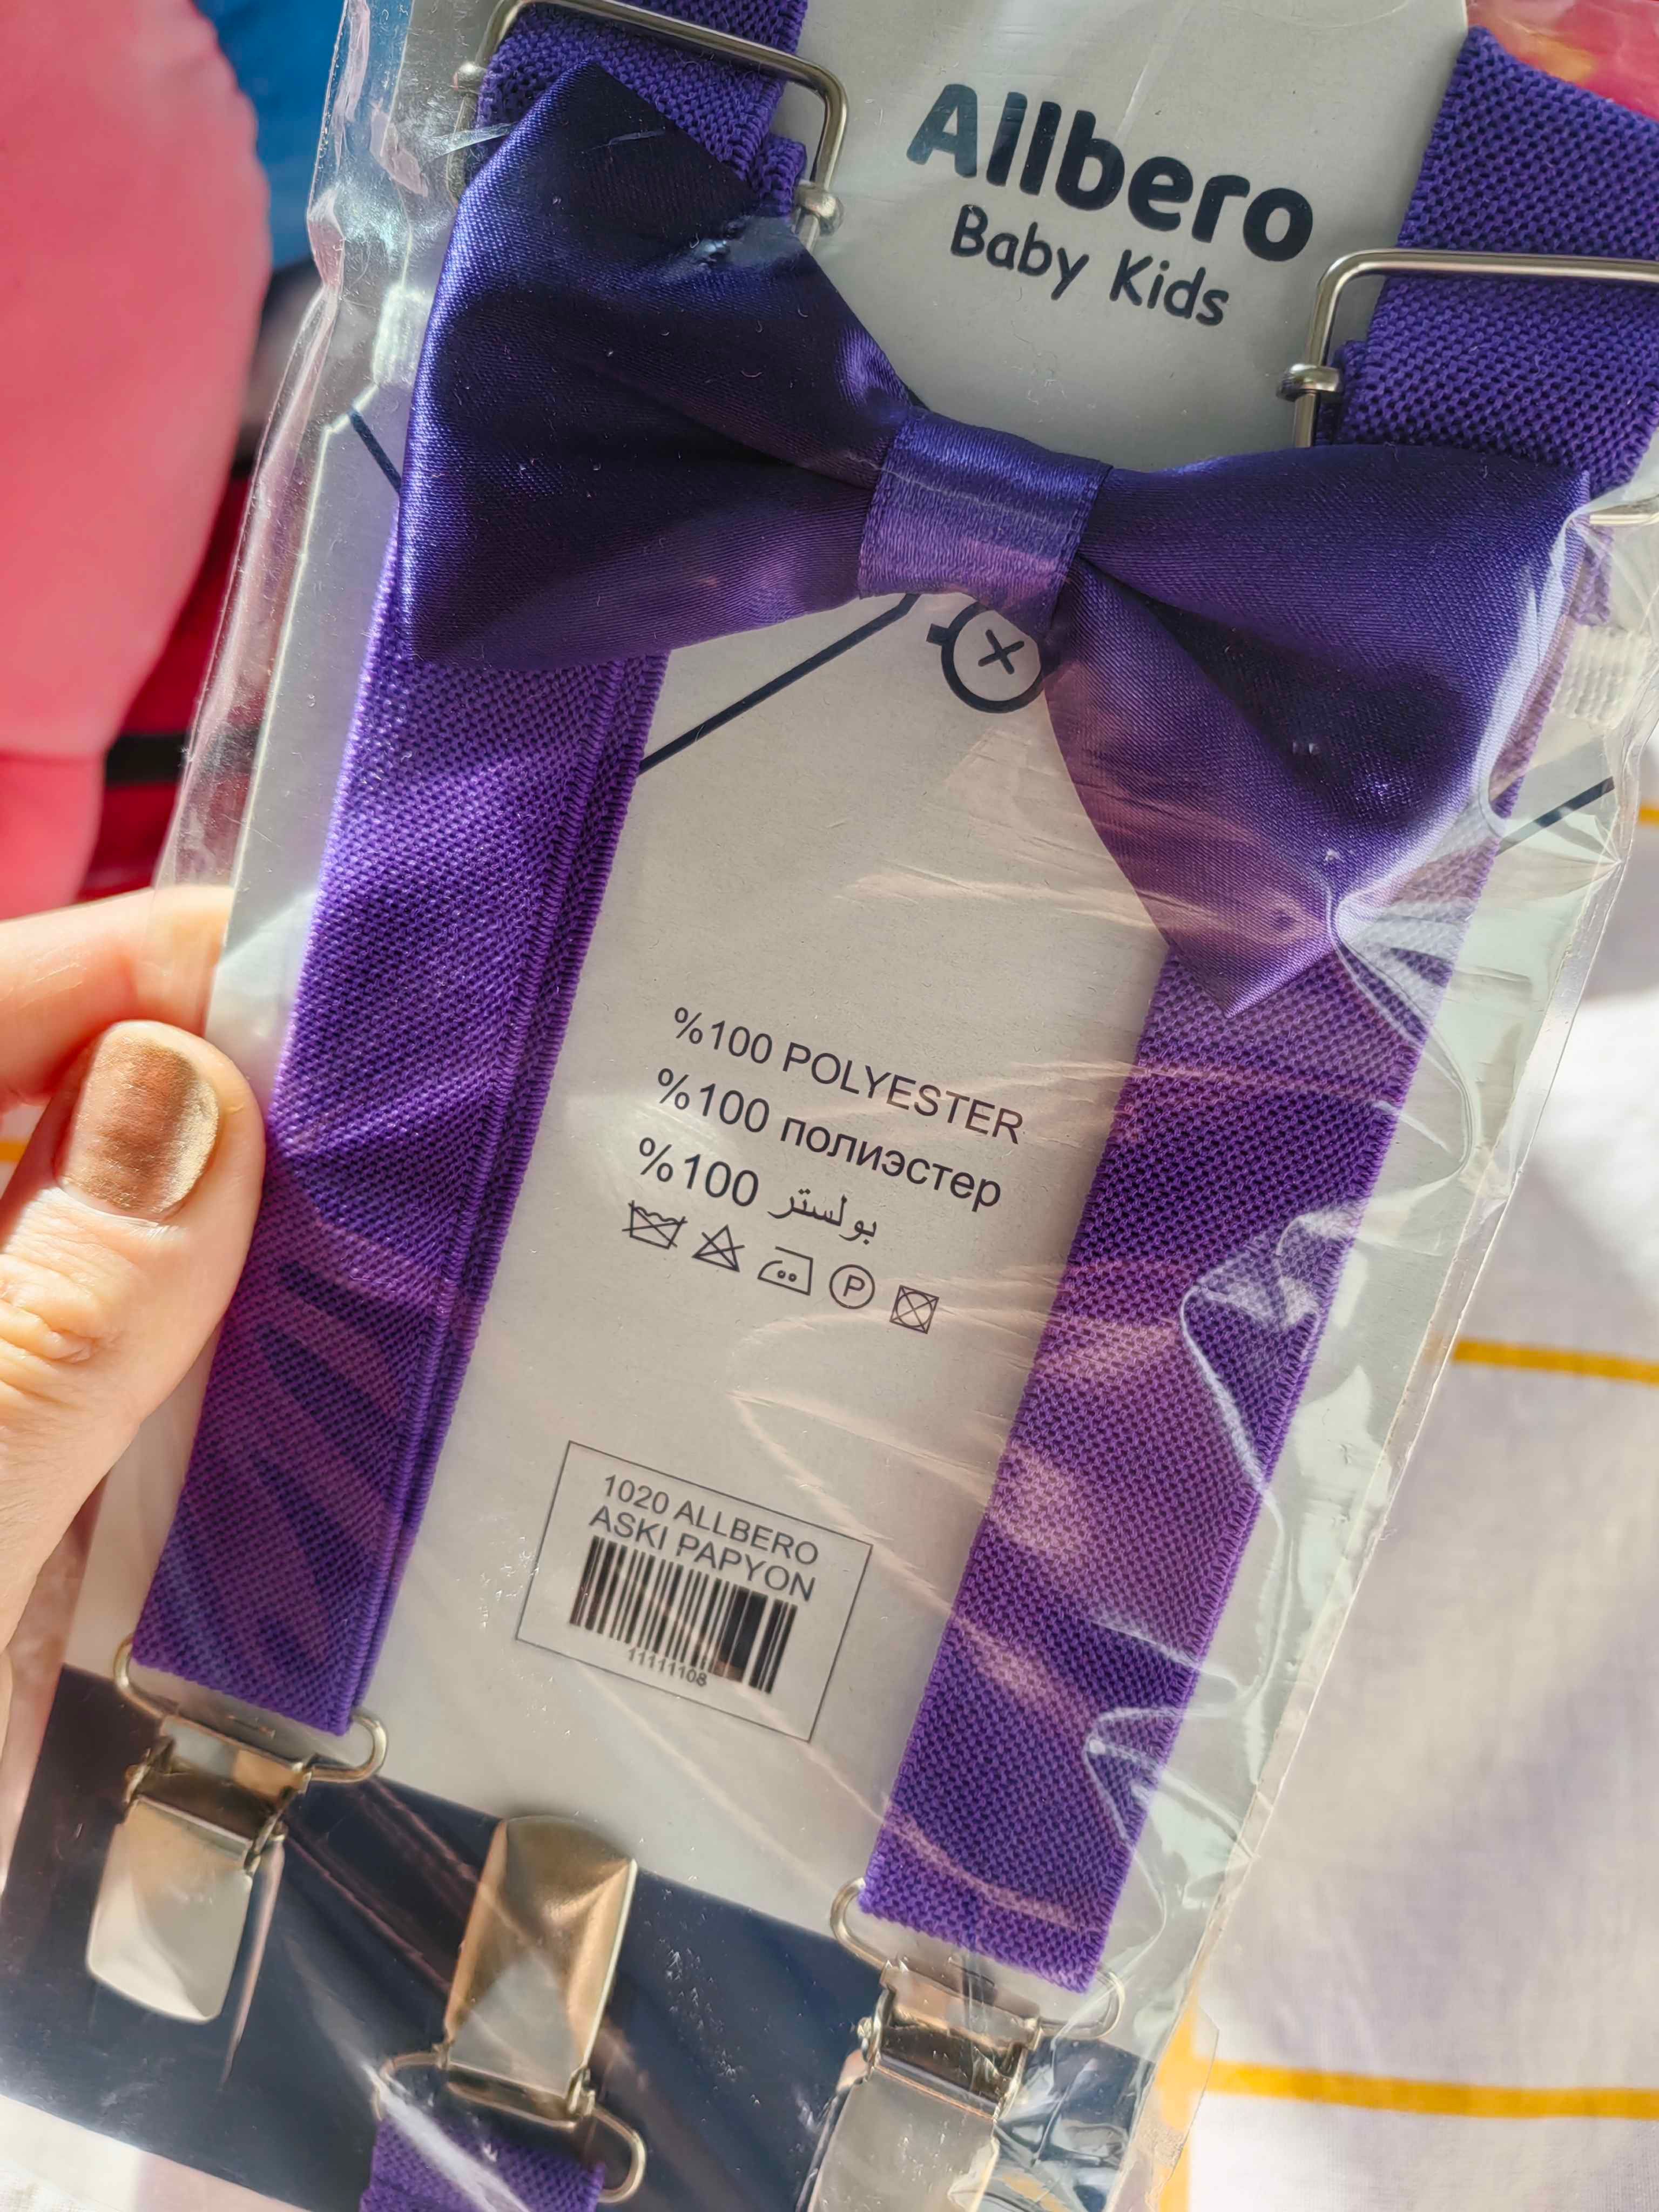 Allbero
Baby Kids
%100 POLYESTER
%100 полиэстер
%100 بولستر
P
1020 ALLBERO
ASKI PAPYON
11111108